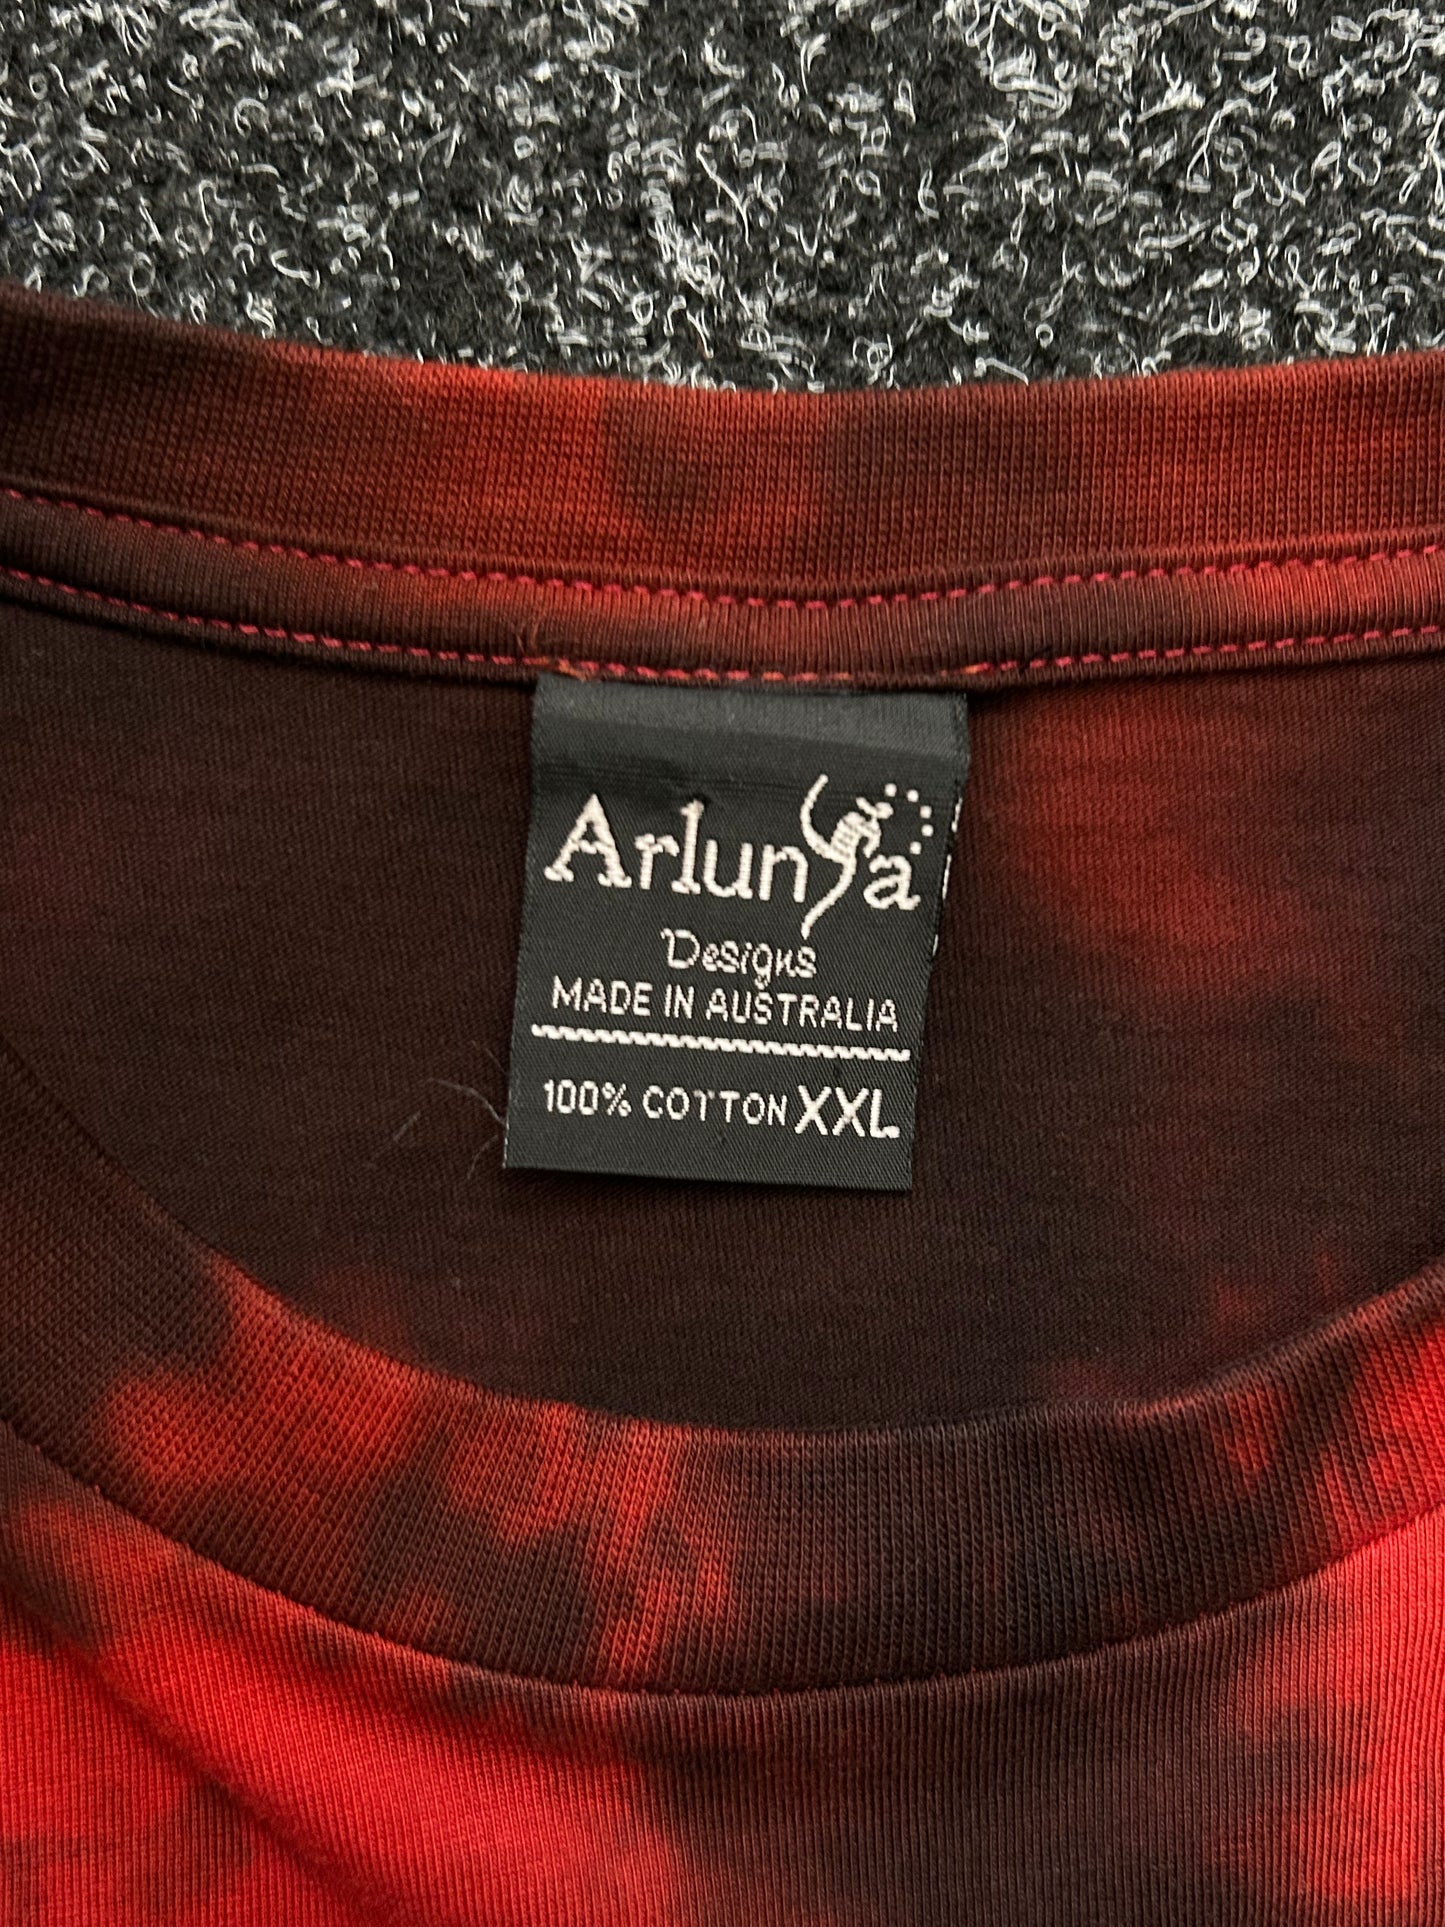 Arlunya
Designs
MADE IN AUSTRALIA
100% COTTON XXL